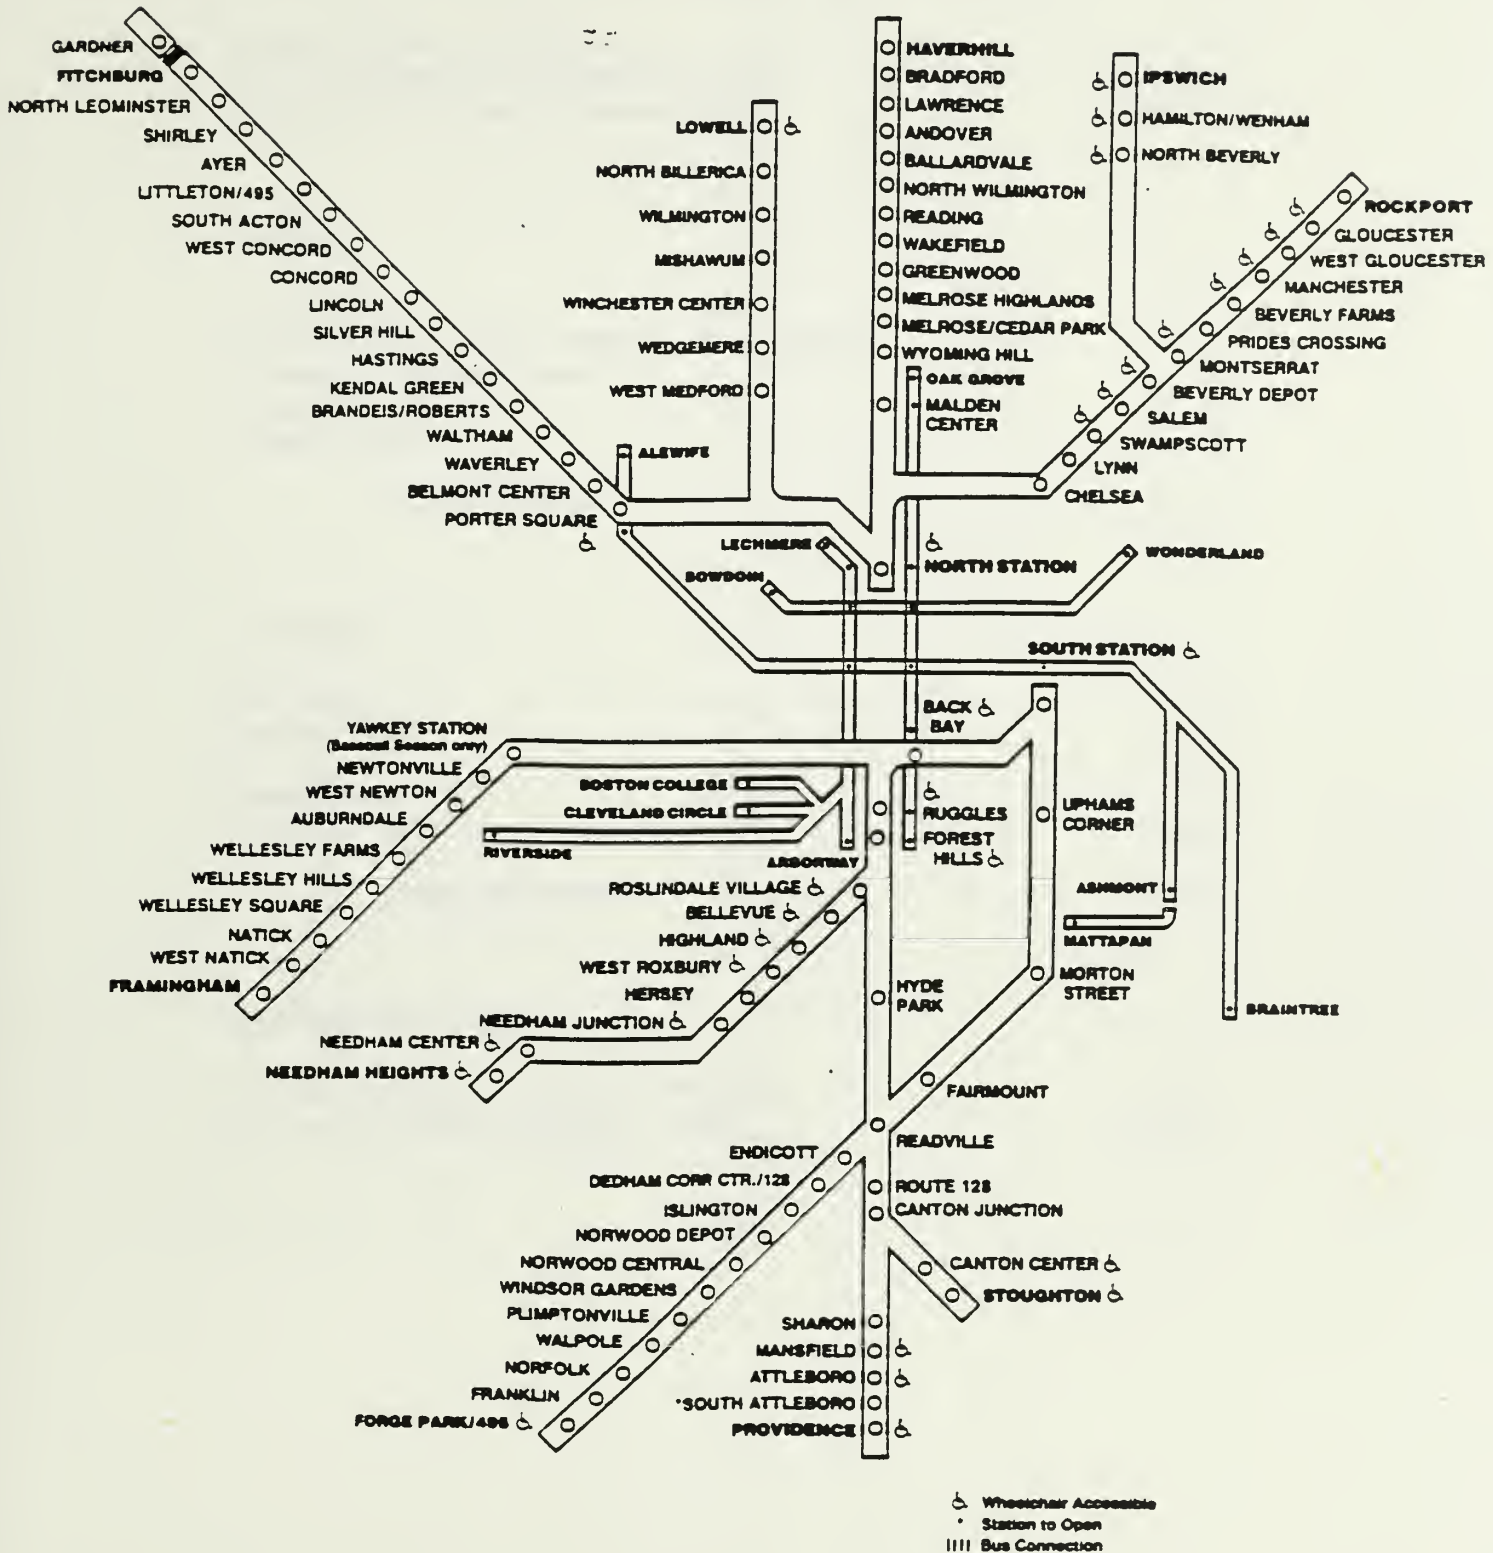 GARDNER
FITCHBURG
NORTH LEOMINSTER
SHIRLEY
AYER
LITTLETON/495
SOUTH ACTON
WEST CONCORD
CONCORD
LINCOLN
SILVER HILL
HASTINGS
KENDAL GREEN
BRANDEIS/ROBERTS
WALTHAM
WAVERLEY
BELMONT CENTER
PORTER SQUARE
ALEWIFE
LOWELL
NORTH BILLERICA
WILMINGTON
MISHAWUM
WINCHESTER CENTER
WEDGEMERE
WEST MEDFORD
HAVERHILL
BRADFORD
LAWRENCE
ANDOVER
BALLARDVALE
NORTH WILMINGTON
READING
WAKEFIELD
GREENWOOD
MELROSE HIGHLANDS
MELROSE/CEDAR PARK
WYOMING HILL
OAK GROVE
MALDEN
CENTER
IPSWICH
HAMILTON/WENHAM
NORTH BEVERLY
ROCKPORT
GLOUCESTER
WEST GLOUCESTER
MANCHESTER
BEVERLY FARMS
PRIDES CROSSING
MONTSERRAT
BEVERLY DEPOT
SALEM
SWAMPSCOTT
LYNN
CHELSEA
LECHMERE
BOWDOIN
NORTH STATION
WONDERLAND
SOUTH STATION
BACK
BAY
YAWKEY STATION
(Baseball Season only)
NEWTONVILLE
WEST NEWTON
AUBURNDALE
WELLESLEY FARMS
WELLESLEY HILLS
WELLESLEY SQUARE
NATICK
WEST NATICK
FRAMINGHAM
BOSTON COLLEGE
CLEVELAND CIRCLE
RIVERSIDE
ARBORWAY
RUGGLES
FOREST
HILLS
UPHAMS
CORNER
ASHMONT
MATTAPAN
BRAINTREE
ROSLINDALE VILLAGE
BELLEVUE
HIGHLAND
WEST ROXBURY
HERSEY
NEEDHAM JUNCTION
NEEDHAM CENTER
NEEDHAM HEIGHTS
HYDE
PARK
MORTON
STREET
FAIRMOUNT
READVILLE
ENDICOTT
DEDHAM CORP CTR./128
ISLINGTON
NORWOOD DEPOT
NORWOOD CENTRAL
WINDSOR GARDENS
PLIMPTONVILLE
WALPOLE
NORFOLK
FRANKLIN
FORGE PARK/495
ROUTE 128
CANTON JUNCTION
CANTON CENTER
STOUGHTON
SHARON
MANSFIELD
ATTLEBORO
*SOUTH ATTLEBORO
PROVIDENCE
Wheelchair Accessible
* Station to Open
IIII Bus Connection